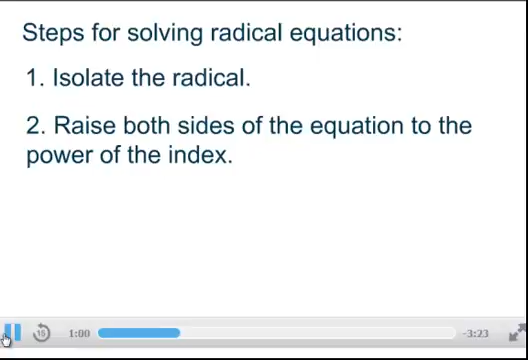 Steps for solving radical equations:
1. Isolate the radical.
2. Raise both sides of the equation to the
power of the index.
15
1:00
-3:23